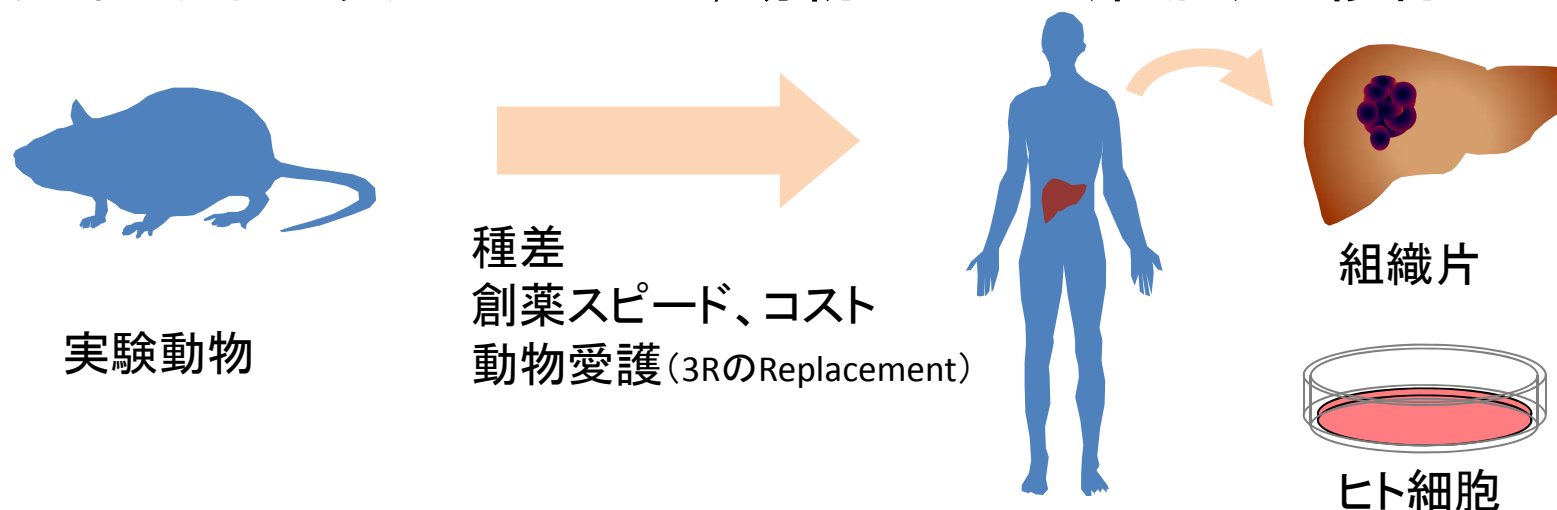 実験動物
種差
創薬スピード、コスト
動物愛護(3RのReplacement)
組織片
ヒト細胞